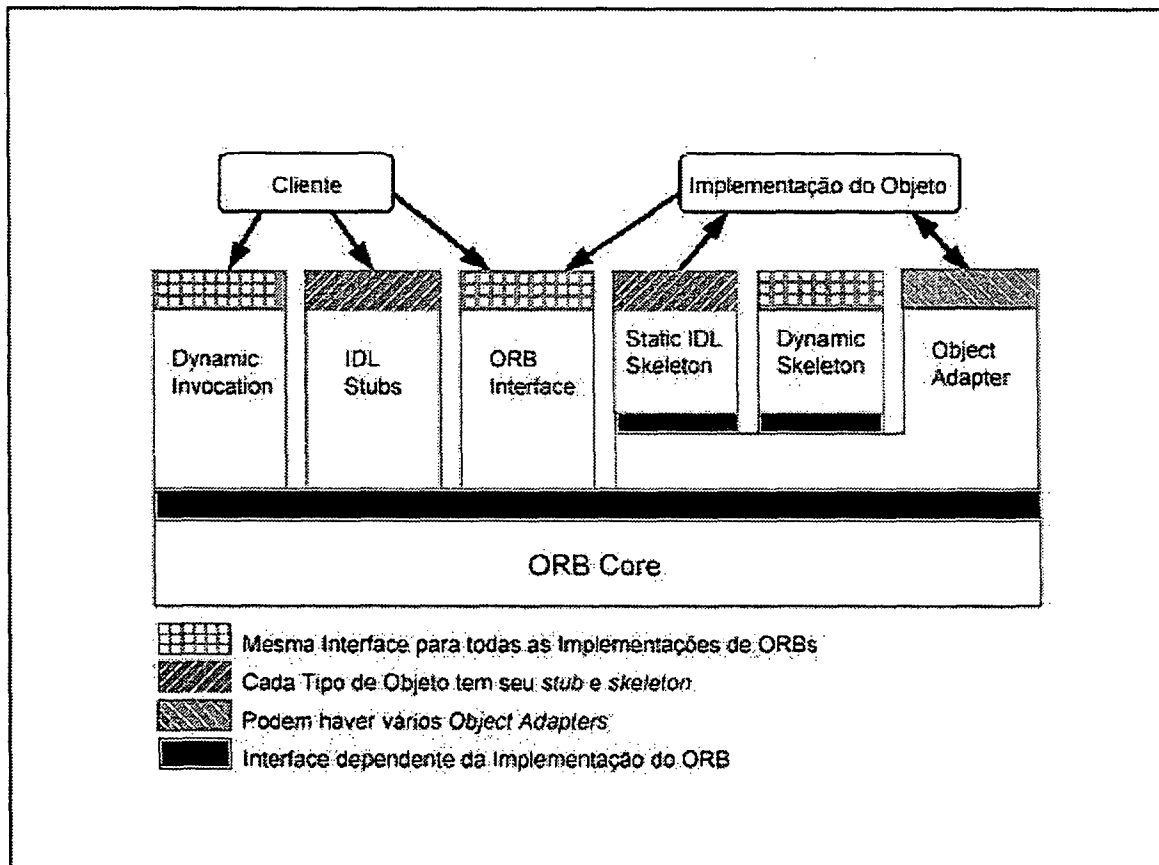 Cliente
Implementação do Objeto
Dynamic
Invocation
IDL
Stubs
ORB
Interface
Static IDL
Skeleton
Dynamic
Skeleton
Object
Adapter
ORB Core
Mesma Interface para todas as Implementações de ORBs
Cada Tipo de Objeto tem seu stub e skeleton
Podem haver vários Object Adapters
Interface dependente da Implementação do ORB